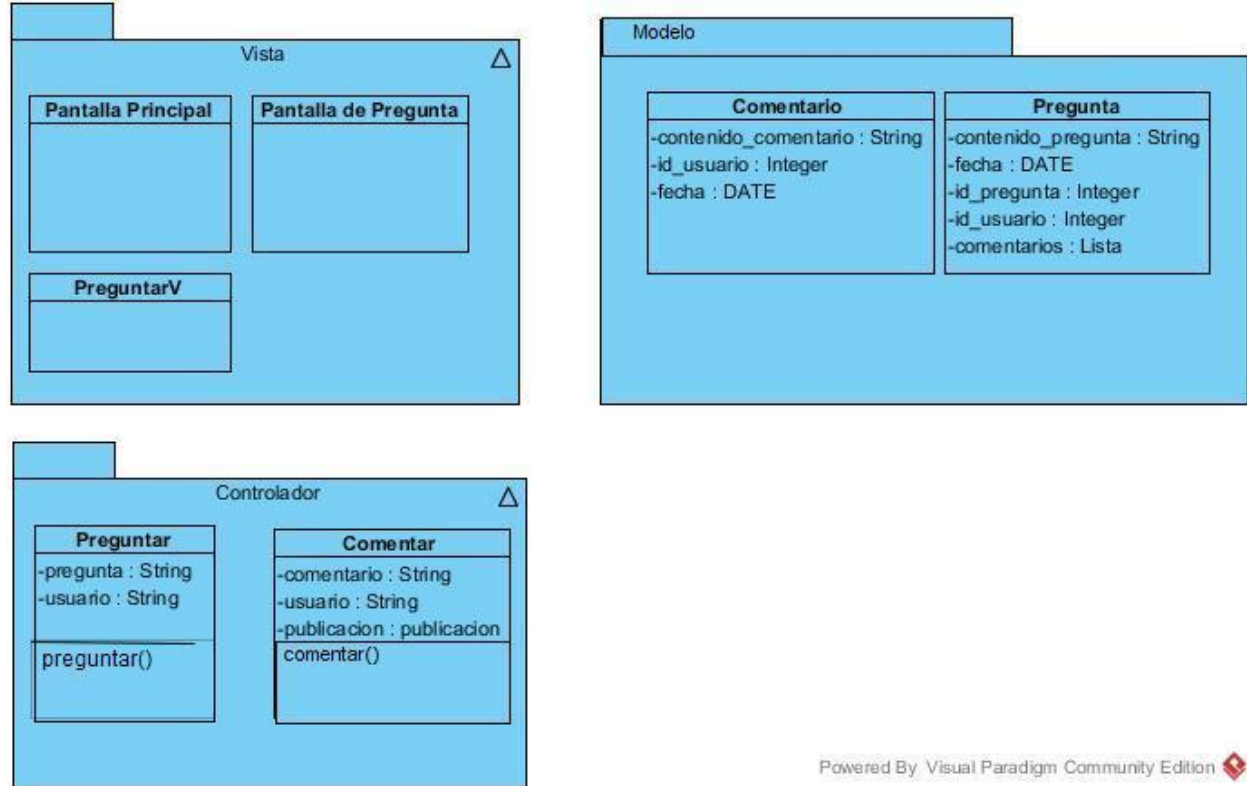 Vista
Pantalla Principal
Pantalla de Pregunta
PreguntarV
Modelo
Comentario
-contenido_comentario : String
-id_usuario : Integer
-fecha : DATE
Pregunta
-contenido_pregunta : String
-fecha : DATE
-id_pregunta : Integer
-id_usuario : Integer
-comentarios : Lista
Controlador
Preguntar
-pregunta : String
-usuario : String
preguntar()
Comentar
-comentario : String
-usuario : String
-publicacion : publicacion
comentar()
Powered By Visual Paradigm Community Edition